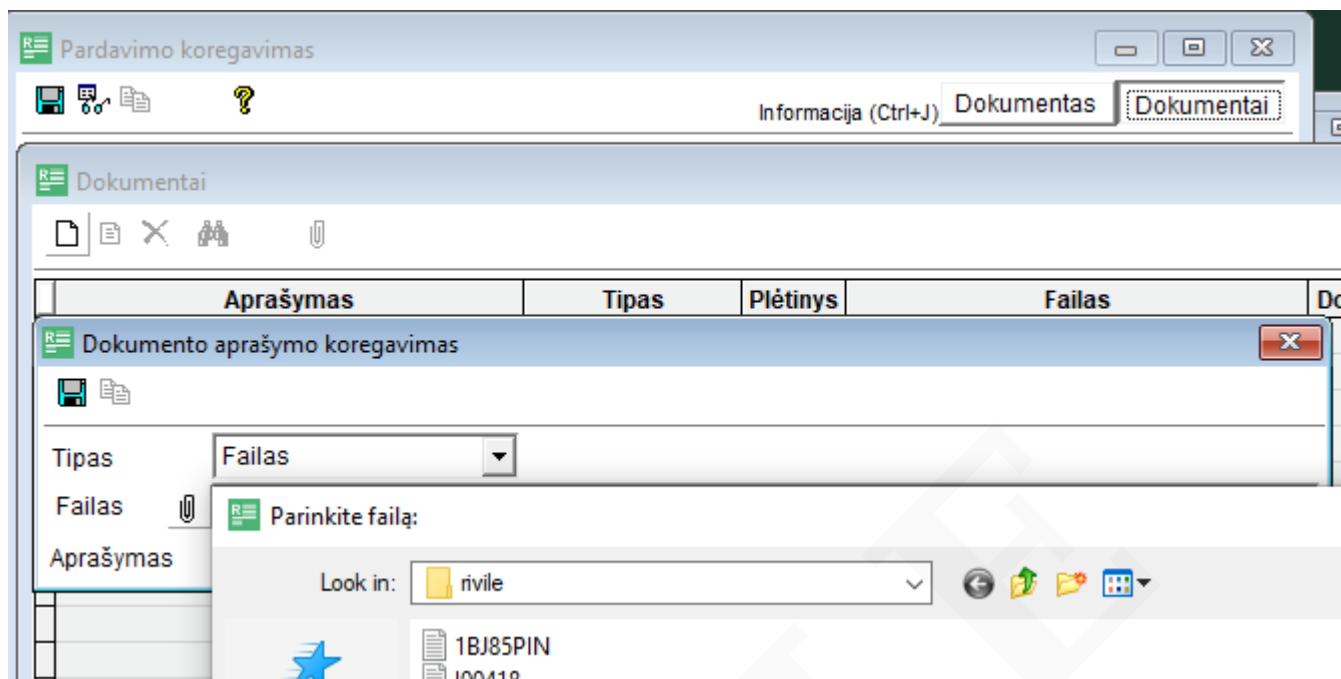 Pardavimo koregavimas
Informacija (Ctrl+J) Dokumentas Dokumentai
Dokumentai
Aprašymas Tipas Plėtinys Failas
Dokumento aprašymo koregavimas
Tipas Failas
Failas
Parinkite failą:
Aprašymas
Look in: rivile
1BJ85PIN